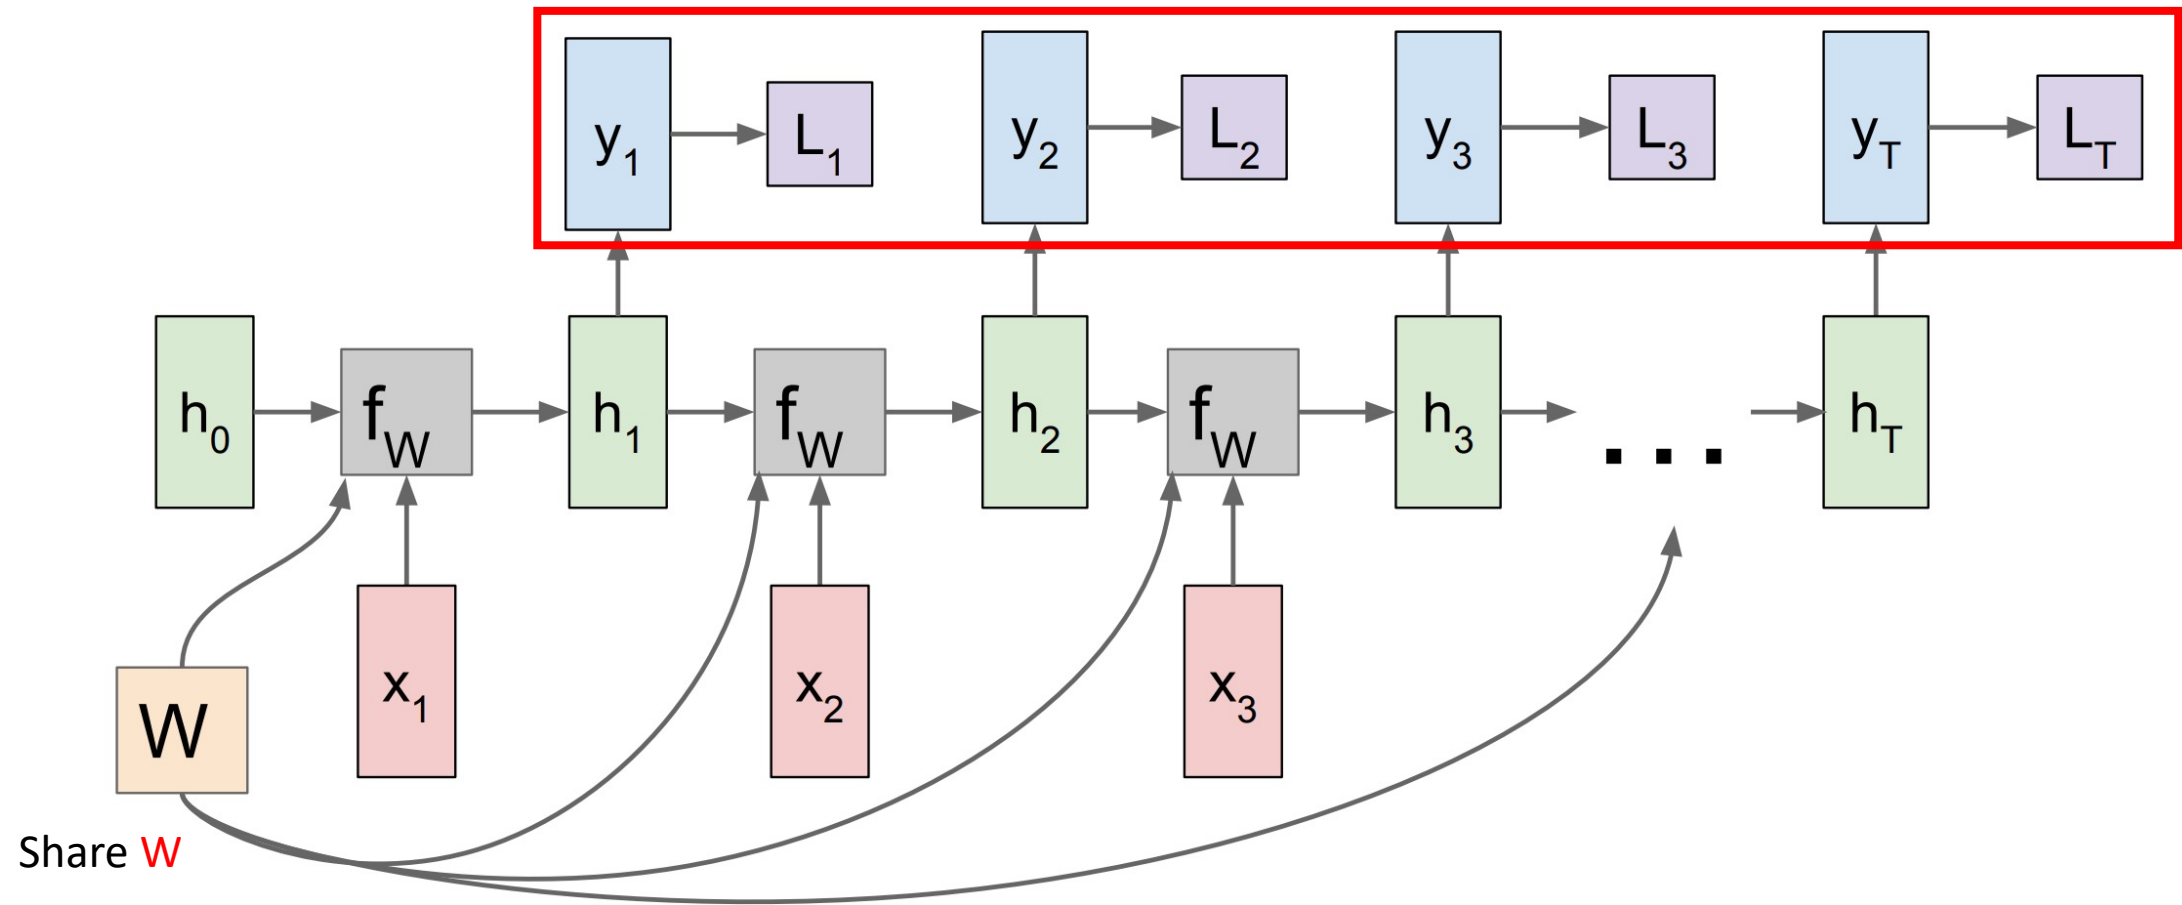 y1 L1 y2 L2 y3 L3 yT LT
h0 fW h1 fW h2 fW h3 ... hT
x1 x2 x3
W
Share W